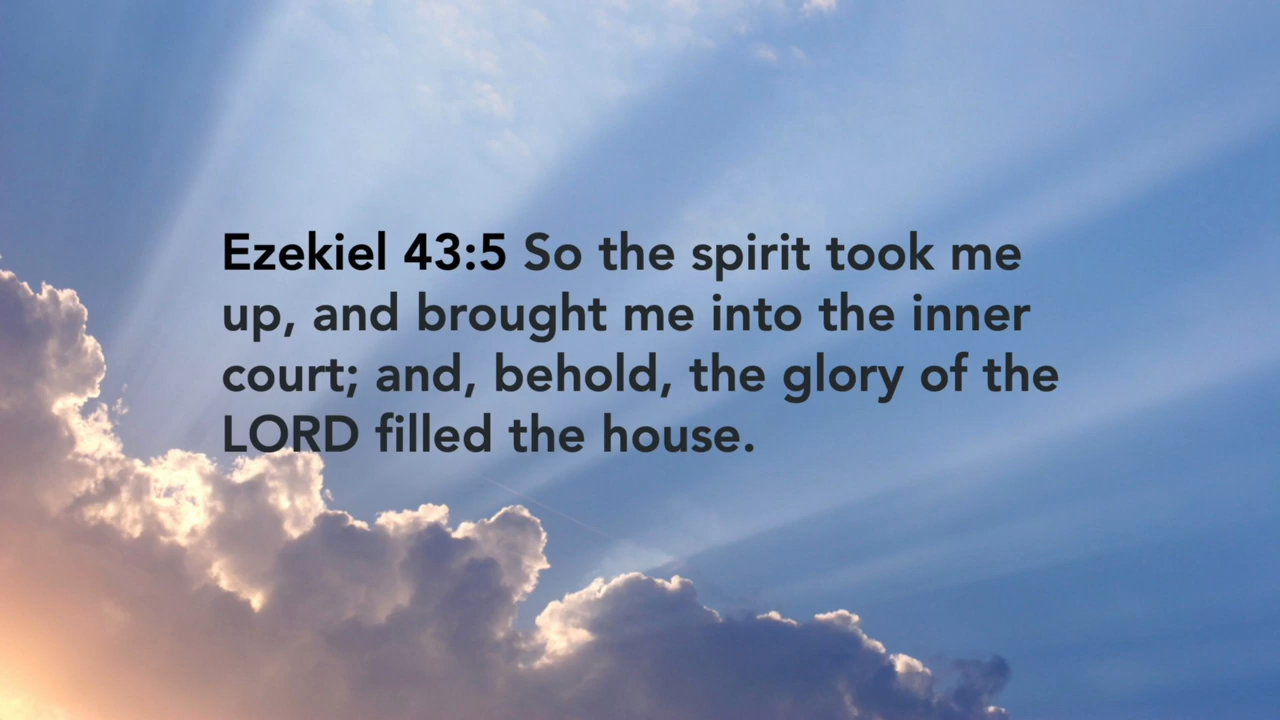 Ezekiel 43:5 So the spirit took me
up, and brought me into the inner
court; and, behold, the glory of the
LORD filled the house.